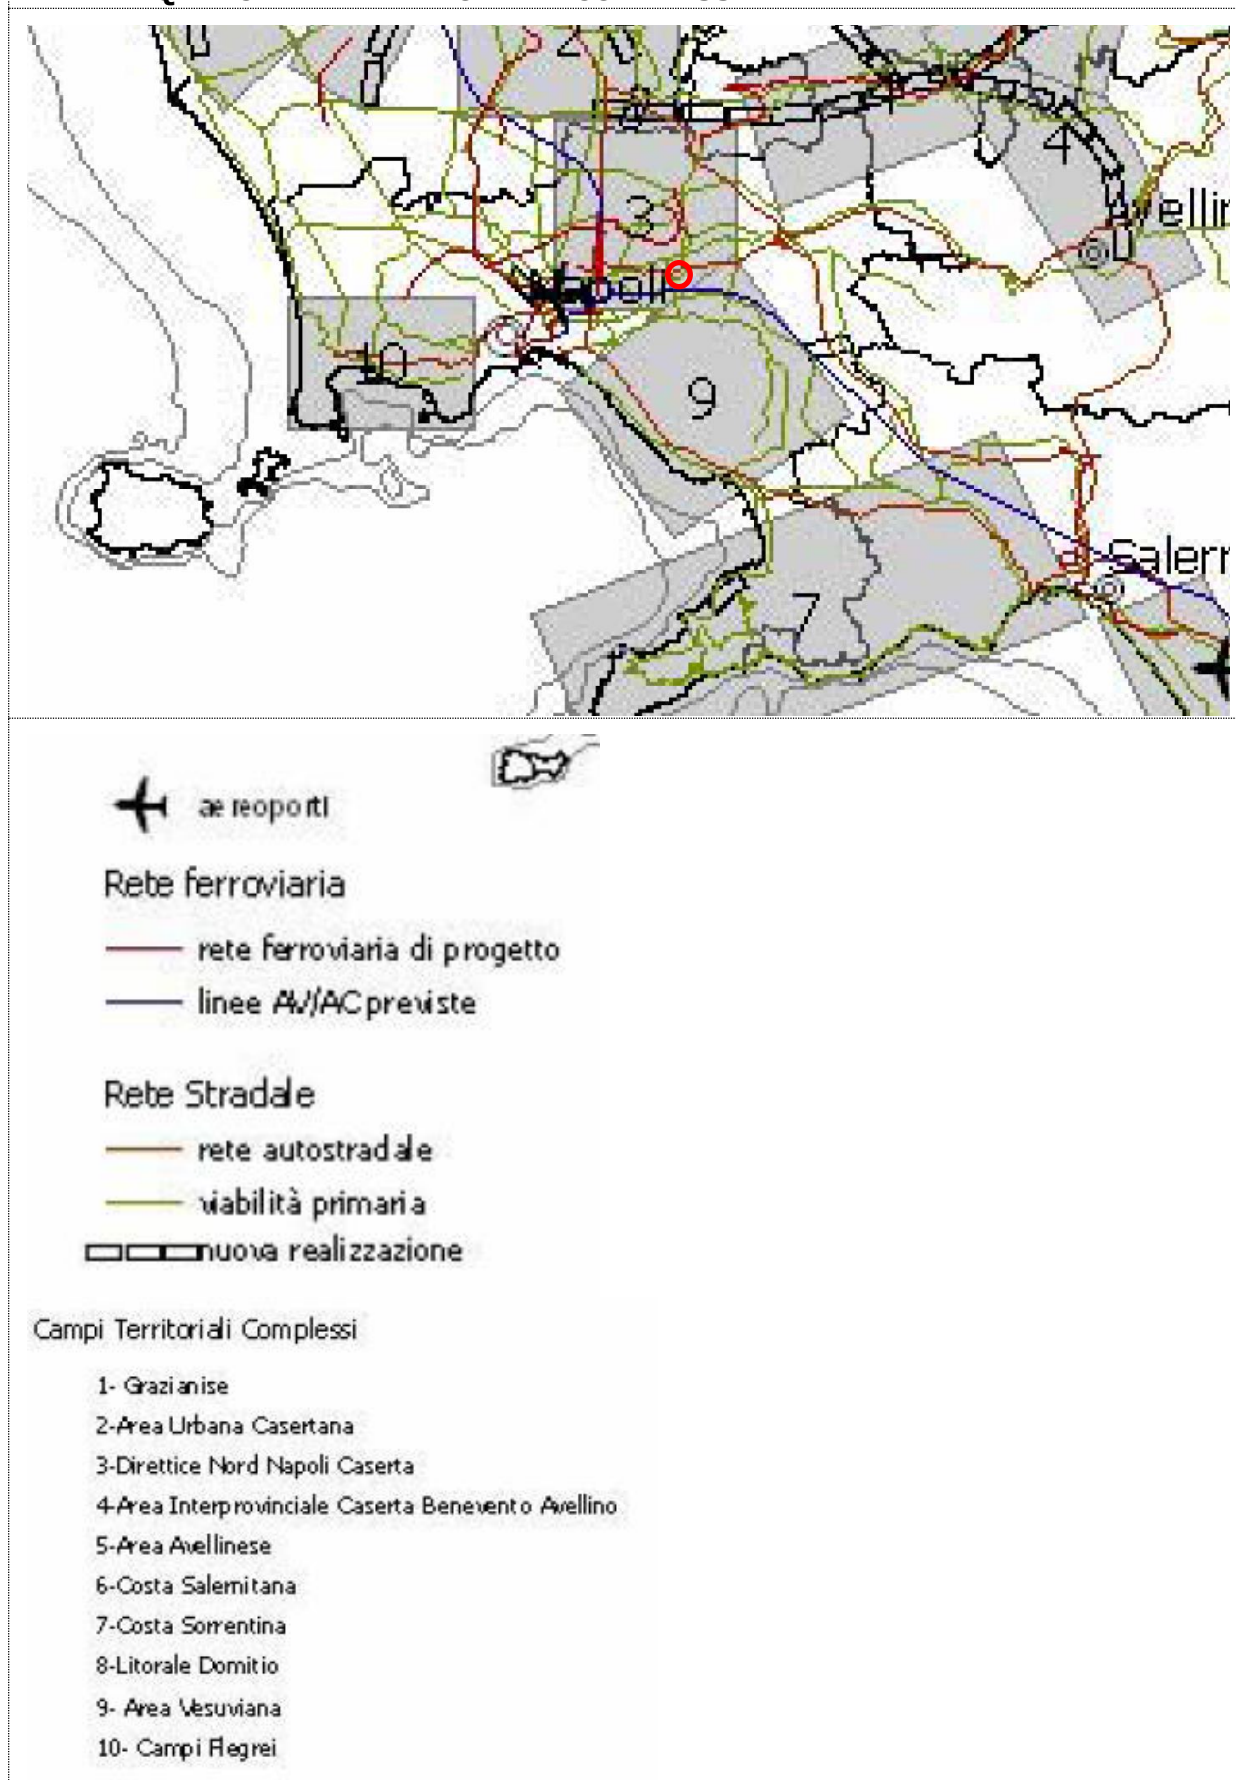 2
3
4
Avellin
Napoli
10
9
Salern
7
aereoporti
Rete ferroviaria
rete ferroviaria di progetto
linee AV/AC previste
Rete Stradale
rete autostradale
viabilità primaria
nuova realizzazione
Campi Territoriali Complessi
1- Grazianise
2-Area Urbana Casertana
3-Direttice Nord Napoli Caserta
4-Area Interprovinciale Caserta Benevento Avellino
5-Area Avellinese
6-Costa Salernitana
7-Costa Sorrentina
8-Litorale Domitio
9- Area Vesuviana
10- Campi Flegrei